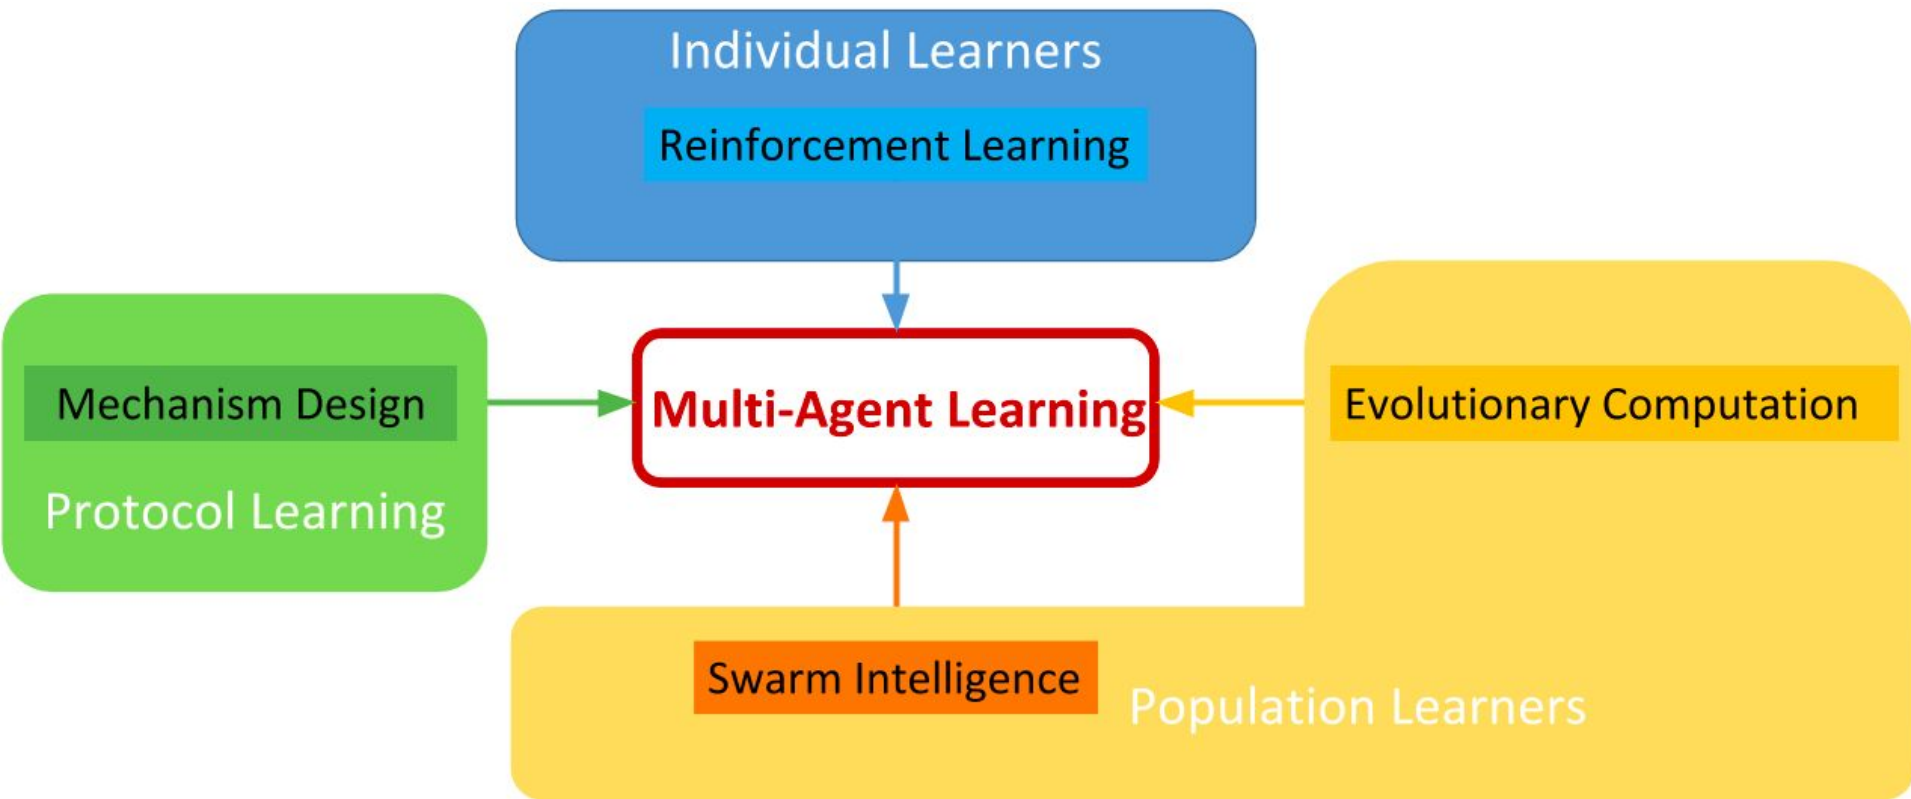 Individual Learners
Reinforcement Learning
Mechanism Design
Protocol Learning
Multi-Agent Learning
Evolutionary Computation
Swarm Intelligence
Population Learners